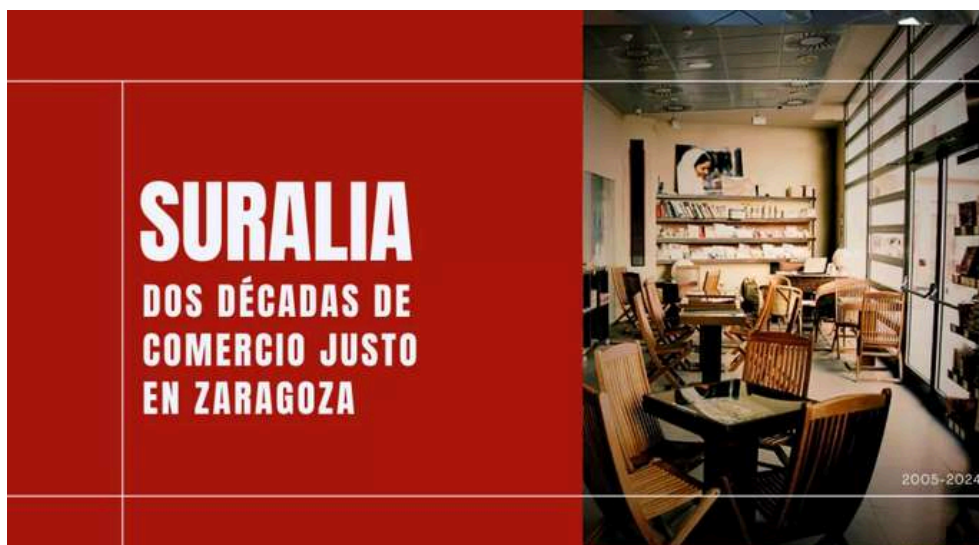 SURALIA
DOS DÉCADAS DE
COMERCIO JUSTO
EN ZARAGOZA
2005-2024